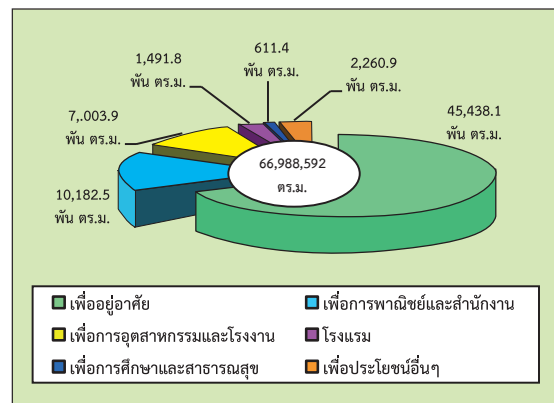 1,491.8
พัน ตร.ม.
611.4
พัน ตร.ม.
2,260.9
พัน ตร.ม.
7,.003.9
พัน ตร.ม.
45,438.1
พัน ตร.ม.
66,988,592
ตร.ม.
10,182.5
พัน ตร.ม.
เพื่ออยู่อาศัย
เพื่อการพาณิชย์และสำนักงาน
เพื่อการอุตสาหกรรมและโรงงาน
โรงแรม
เพื่อการศึกษาและสาธารณสุข
เพื่อประโยชน์อื่นๆ